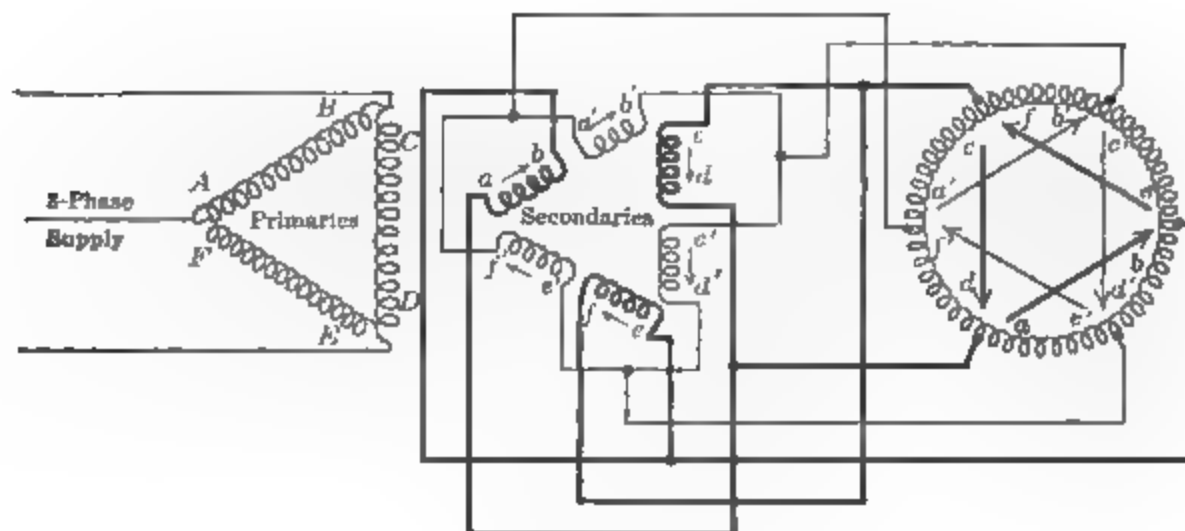 B
C
A
3-Phase
Supply
Primaries
F
E
D
a'
b'
a
b
c
d
Secondaries
f'
e'
c'
d'
f
e
f
b'
c
c'
a'
e
f'
b
d
d'
a
e'